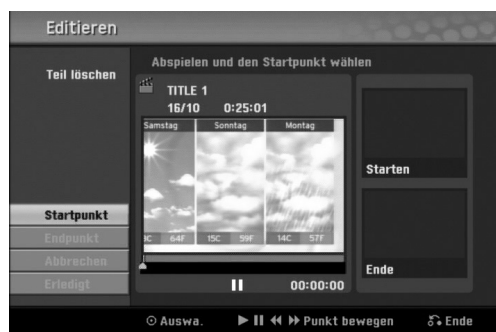 Editieren
Teil löschen
Abspielen und den Startpunkt wählen
TITLE 1
16/10 0:25:01
Samstag Sonntag Montag
64F 15C 59F 14C 57F
Starten
Ende
Startpunkt
Endpunkt
Abbrechen
Erledigt
00:00:00
Auswa. Punkt bewegen Ende